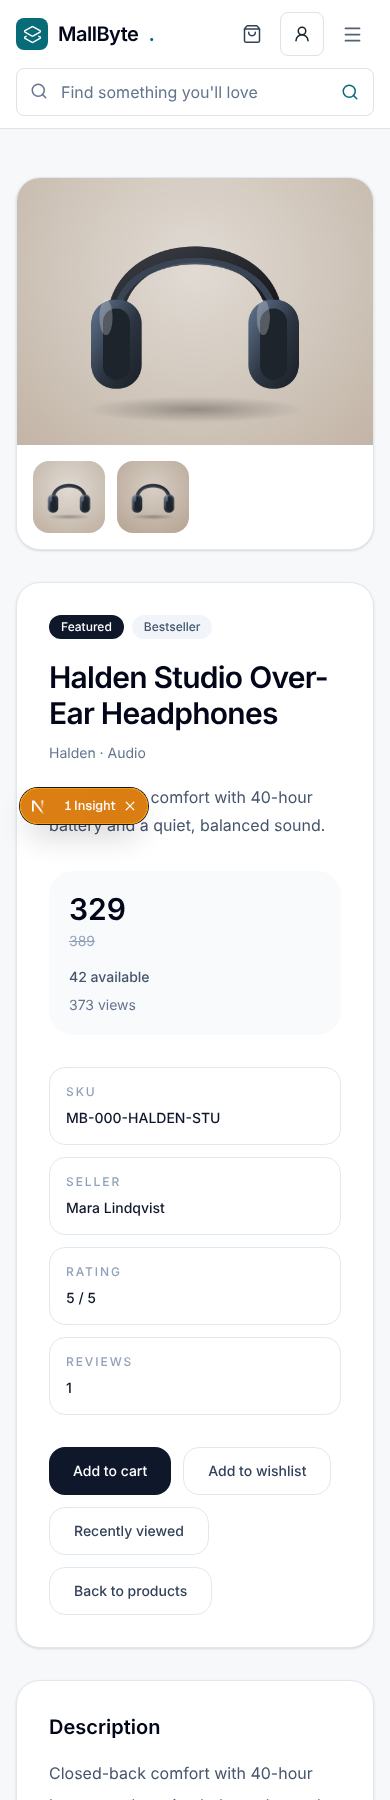 MallByte .
Find something you'll love
Featured
Bestseller
Halden Studio Over-
Ear Headphones
Halden · Audio
comfort with 40-hour
1 Insight
battery and a quiet, balanced sound.
329
389
42 available
373 views
SKU
MB-000-HALDEN-STU
SELLER
Mara Lindqvist
RATING
5 / 5
REVIEWS
1
Add to cart
Add to wishlist
Recently viewed
Back to products
Description
Closed-back comfort with 40-hour